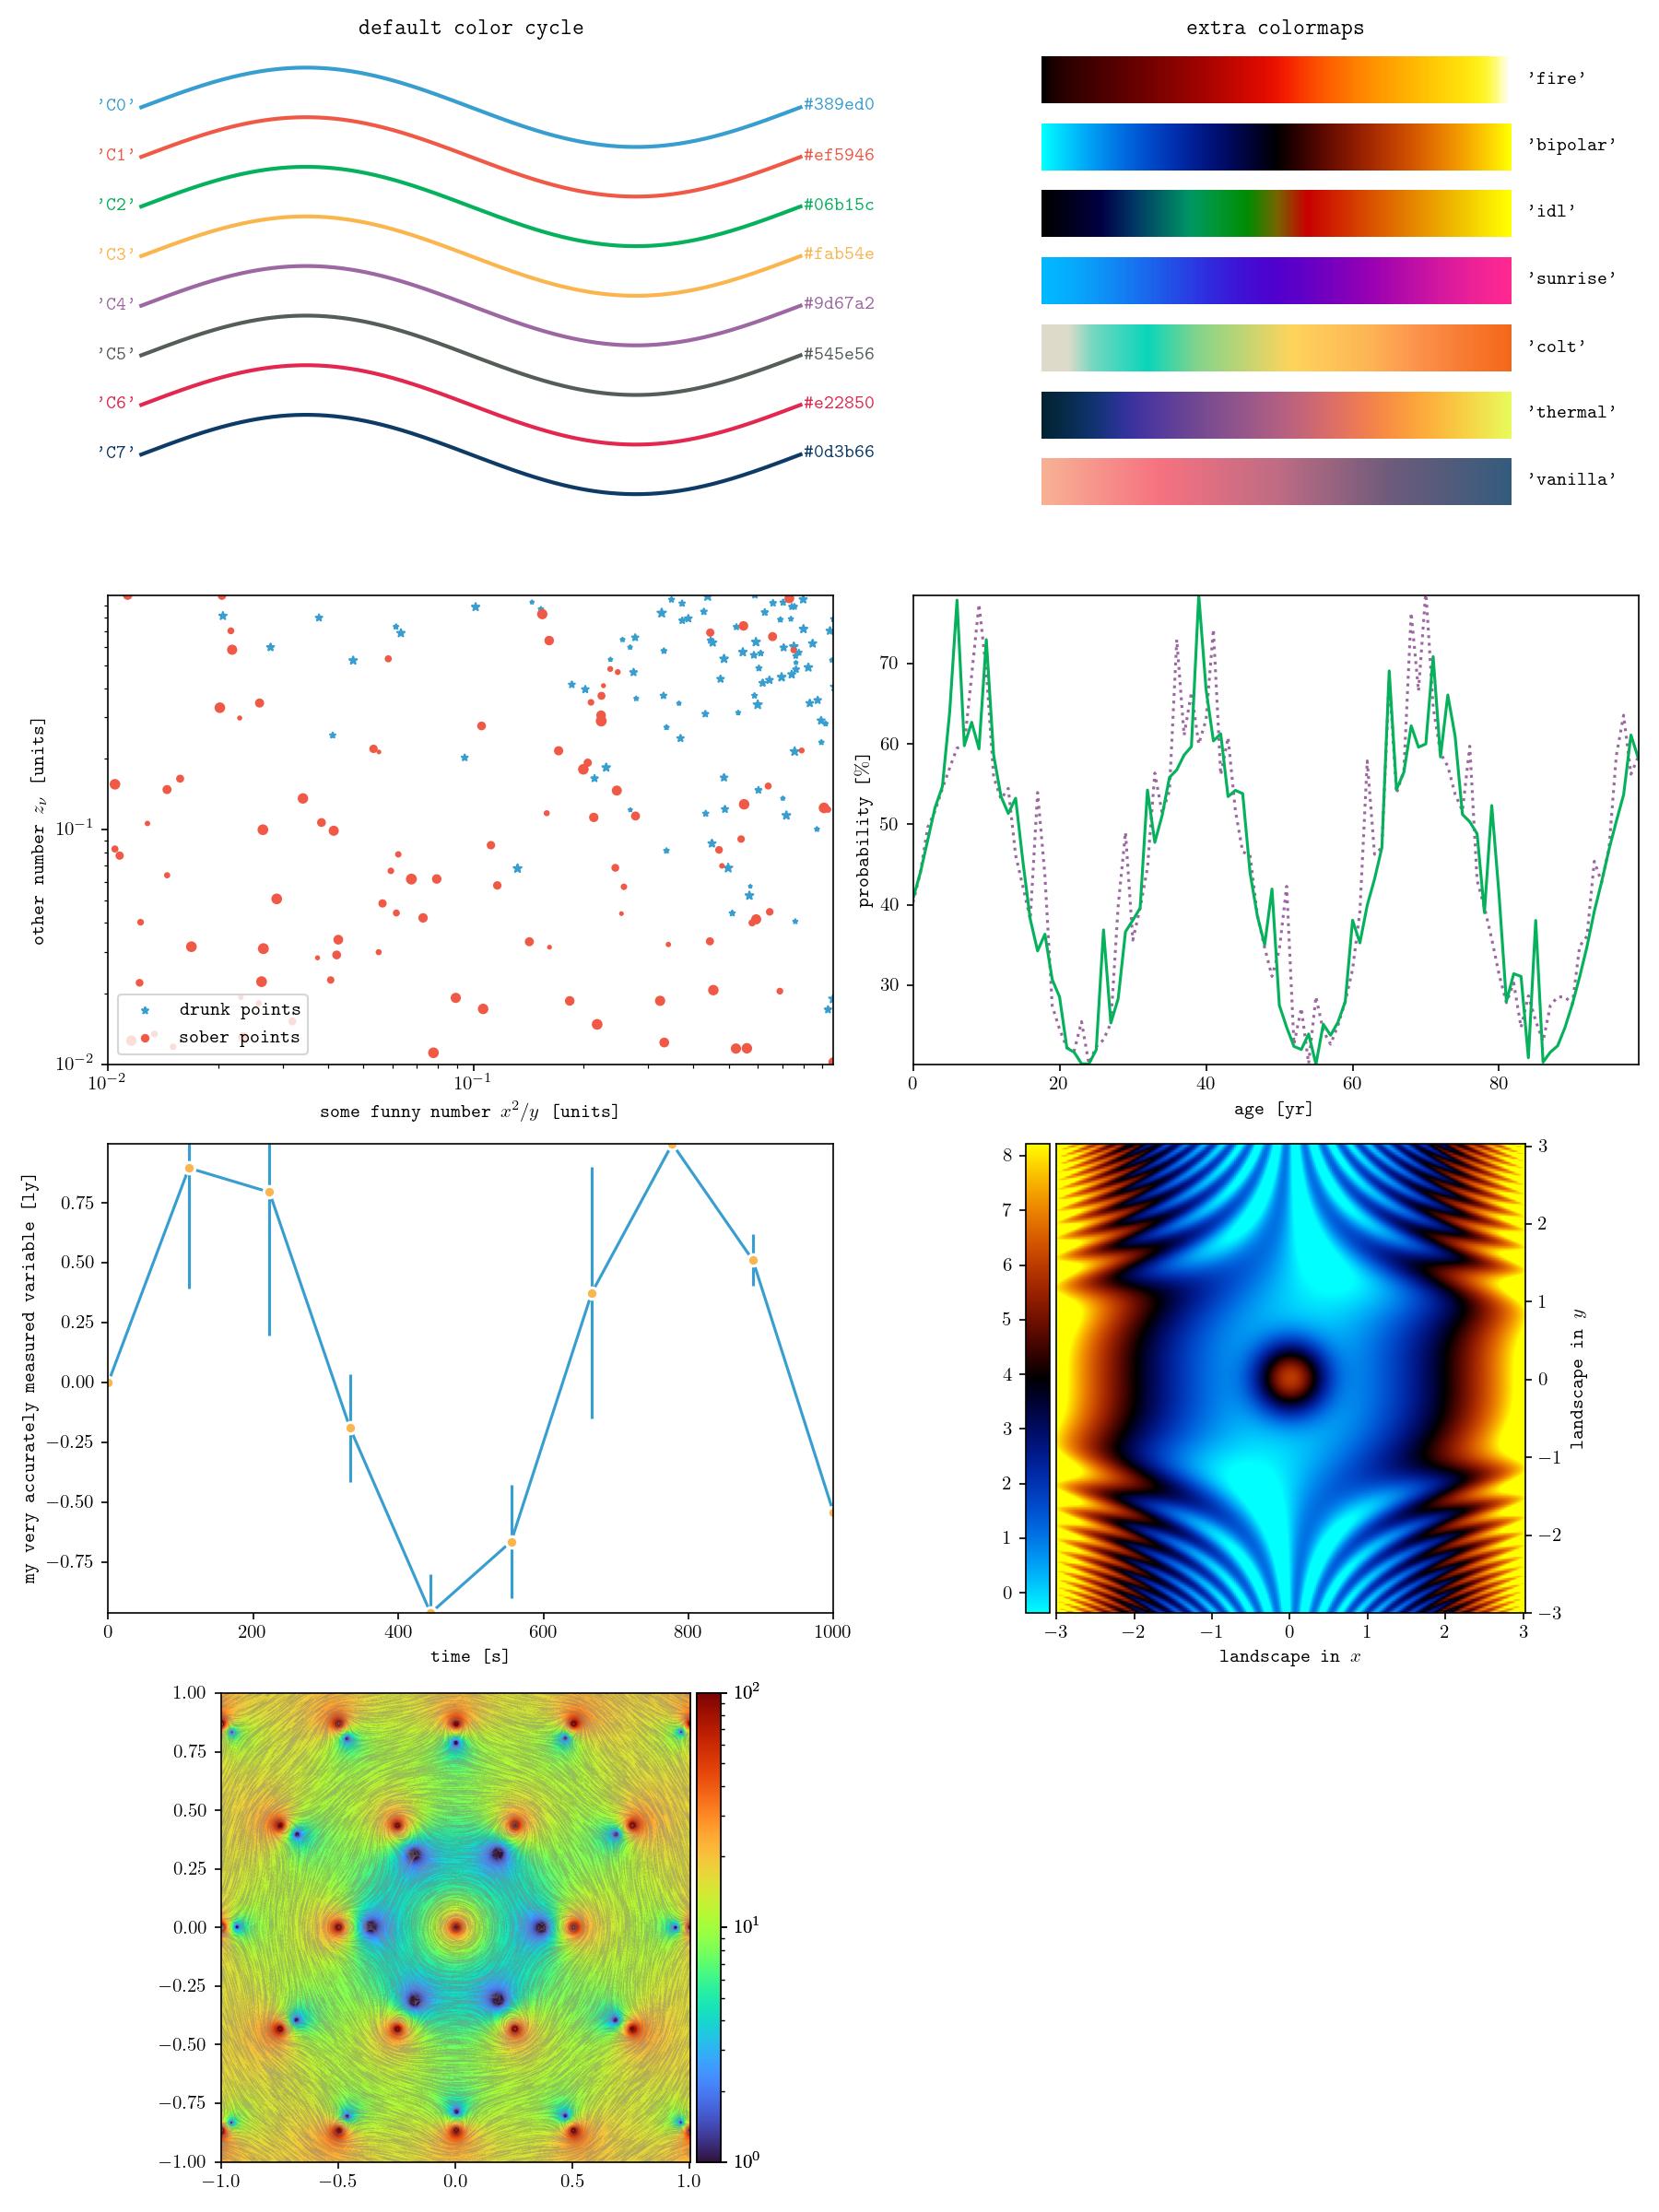 default color cycle
'C0' #389ed0
'C1' #ef5946
'C2' #06b15c
'C3' #fab54e
'C4' #9d67a2
'C5' #545e56
'C6' #e22850
'C7' #0d3b66
extra colormaps
'fire'
'bipolar'
'idl'
'sunrise'
'colt'
'thermal'
'vanilla'
other number $z_\nu$ [units]
10⁻¹
10⁻²
drunk points
sober points
10⁻² 10⁻¹
some funny number $x^2/y$ [units]
probability [%]
70
60
50
40
30
0 20 40 60 80
age [yr]
my very accurately measured variable [ly]
0.75
0.50
0.25
0.00
−0.25
−0.50
−0.75
0 200 400 600 800 1000
time [s]
8
7
6
5
4
3
2
1
0
3
2
1
0
−1
−2
−3
landscape in $y$
−3 −2 −1 0 1 2 3
landscape in $x$
1.00
0.75
0.50
0.25
0.00
−0.25
−0.50
−0.75
−1.00
−1.0 −0.5 0.0 0.5 1.0
10²
10¹
10⁰